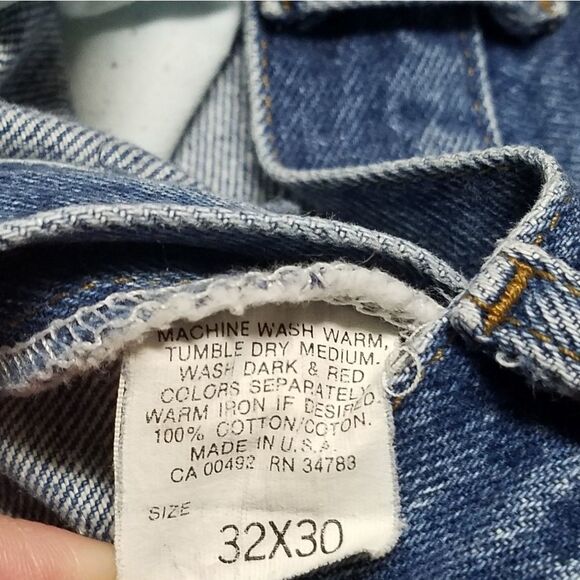 MACHINE WASH WARM.
TUMBLE DRY MEDIUM.
WASH DARK & RED
COLORS SEPARATELY.
WARM IRON IF DESIRED.
100% COTTON/COTON.
MADE IN U.S.A.
CA 00492 RN 34783
SIZE
32X30